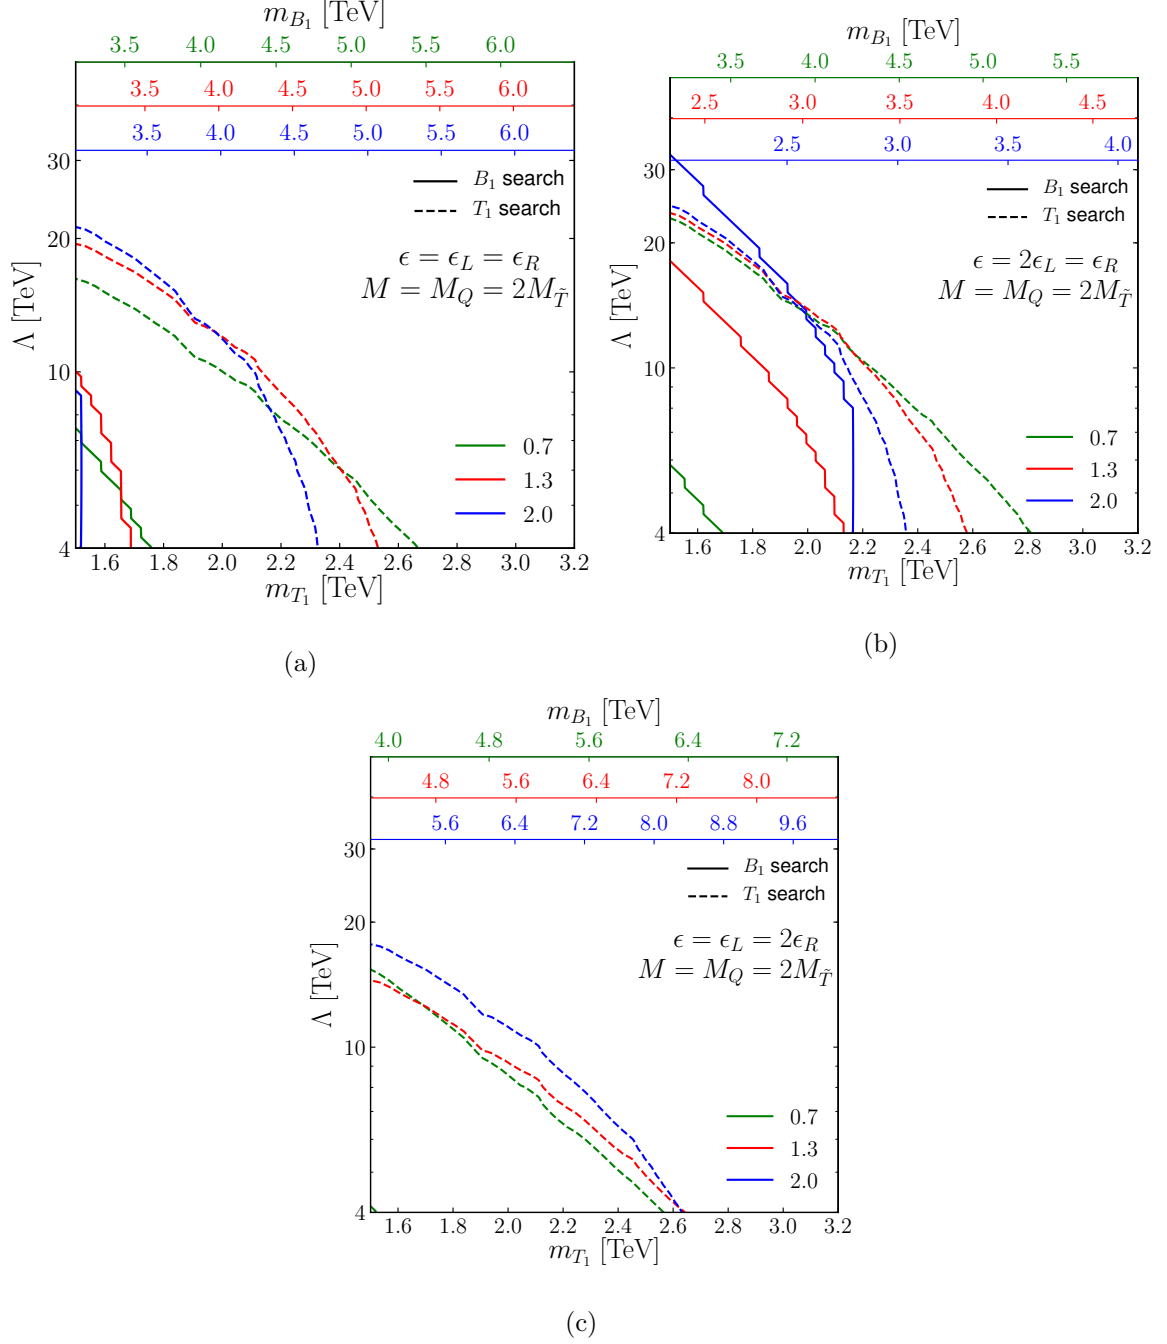 m_{B_1} [TeV]
3.5 4.0 4.5 5.0 5.5 6.0
3.5 4.0 4.5 5.0 5.5 6.0
3.5 4.0 4.5 5.0 5.5 6.0
30
20
10
4
Λ [TeV]
B_1 search
T_1 search
ϵ = ϵ_L = ϵ_R
M = M_Q = 2M_{\tilde{T}}
0.7
1.3
2.0
1.6 1.8 2.0 2.2 2.4 2.6 2.8 3.0 3.2
m_{T_1} [TeV]
(a)
m_{B_1} [TeV]
3.5 4.0 4.5 5.0 5.5
2.5 3.0 3.5 4.0 4.5
2.5 3.0 3.5 4.0
30
20
10
4
Λ [TeV]
B_1 search
T_1 search
ϵ = 2ϵ_L = ϵ_R
M = M_Q = 2M_{\tilde{T}}
0.7
1.3
2.0
1.6 1.8 2.0 2.2 2.4 2.6 2.8 3.0 3.2
m_{T_1} [TeV]
(b)
m_{B_1} [TeV]
4.0 4.8 5.6 6.4 7.2
4.8 5.6 6.4 7.2 8.0
5.6 6.4 7.2 8.0 8.8 9.6
30
20
10
4
Λ [TeV]
B_1 search
T_1 search
ϵ = ϵ_L = 2ϵ_R
M = M_Q = 2M_{\tilde{T}}
0.7
1.3
2.0
1.6 1.8 2.0 2.2 2.4 2.6 2.8 3.0 3.2
m_{T_1} [TeV]
(c)